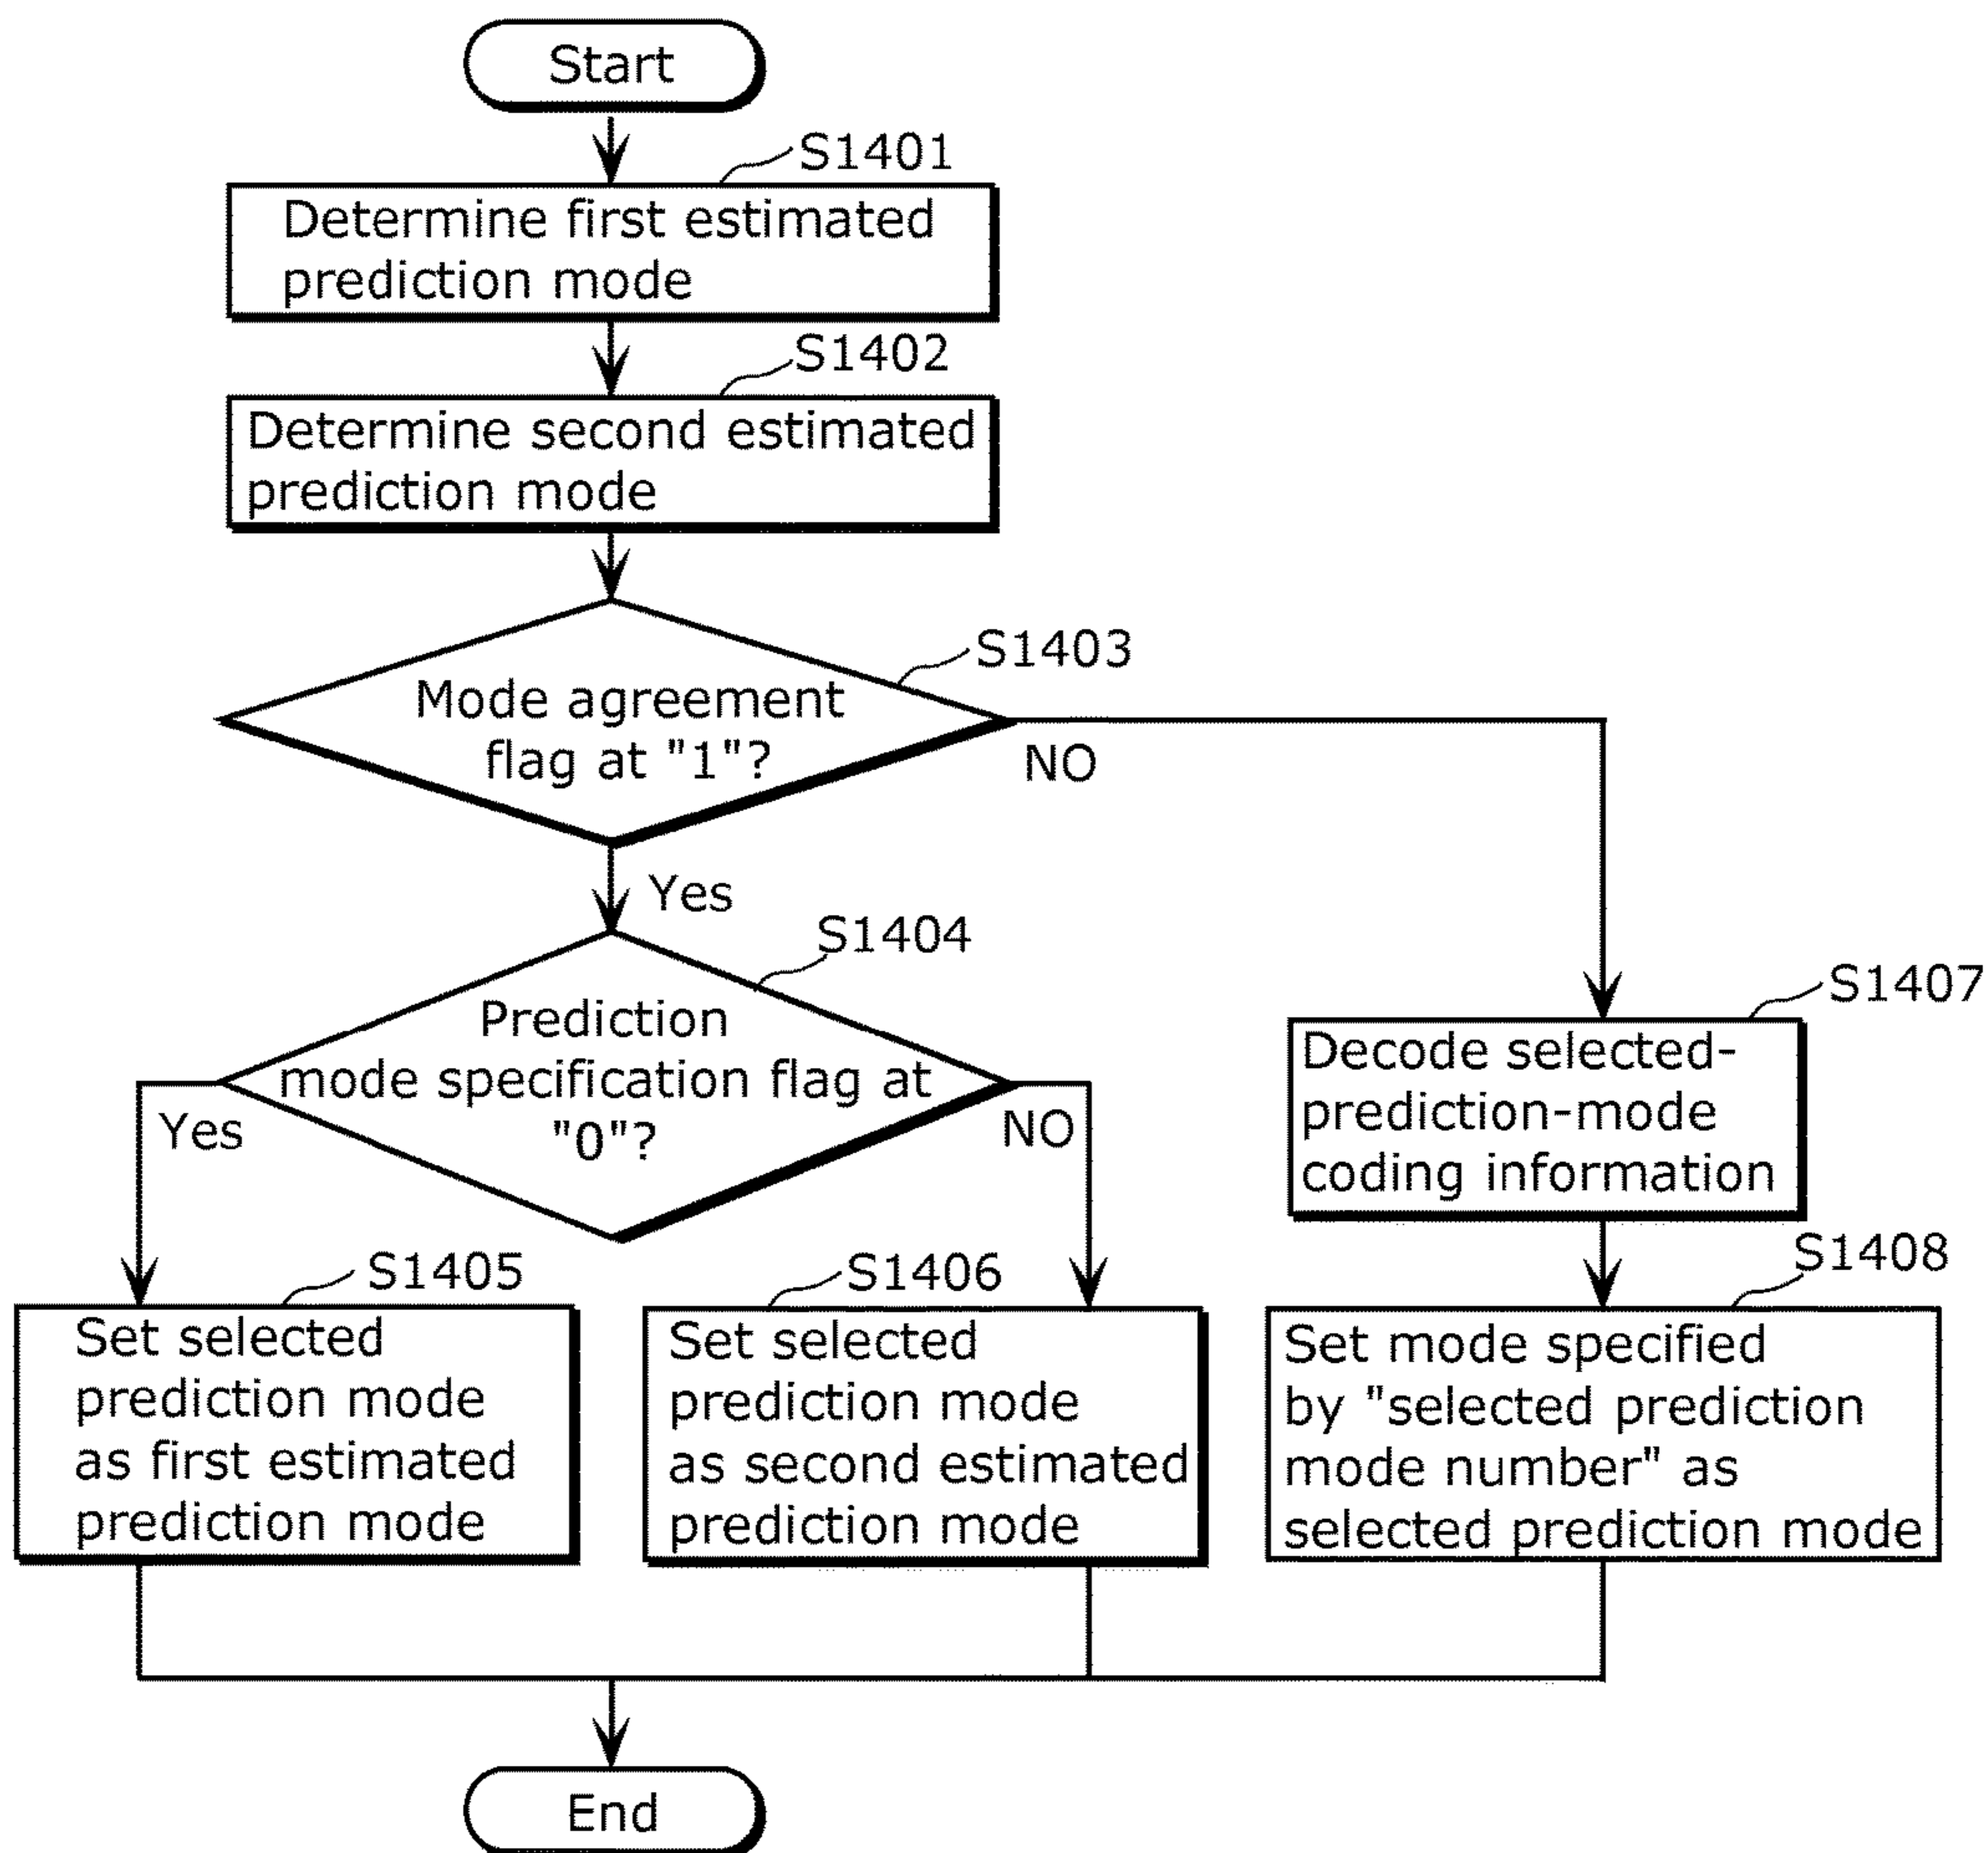 Start
S1401
Determine first estimated
prediction mode
S1402
Determine second estimated
prediction mode
S1403
Mode agreement
flag at "1"?
NO
Yes
S1404
Prediction
mode specification flag at
"0"?
Yes
NO
S1407
Decode selected-
prediction-mode
coding information
S1405
Set selected
prediction mode
as first estimated
prediction mode
S1406
Set selected
prediction mode
as second estimated
prediction mode
S1408
Set mode specified
by "selected prediction
mode number" as
selected prediction mode
End